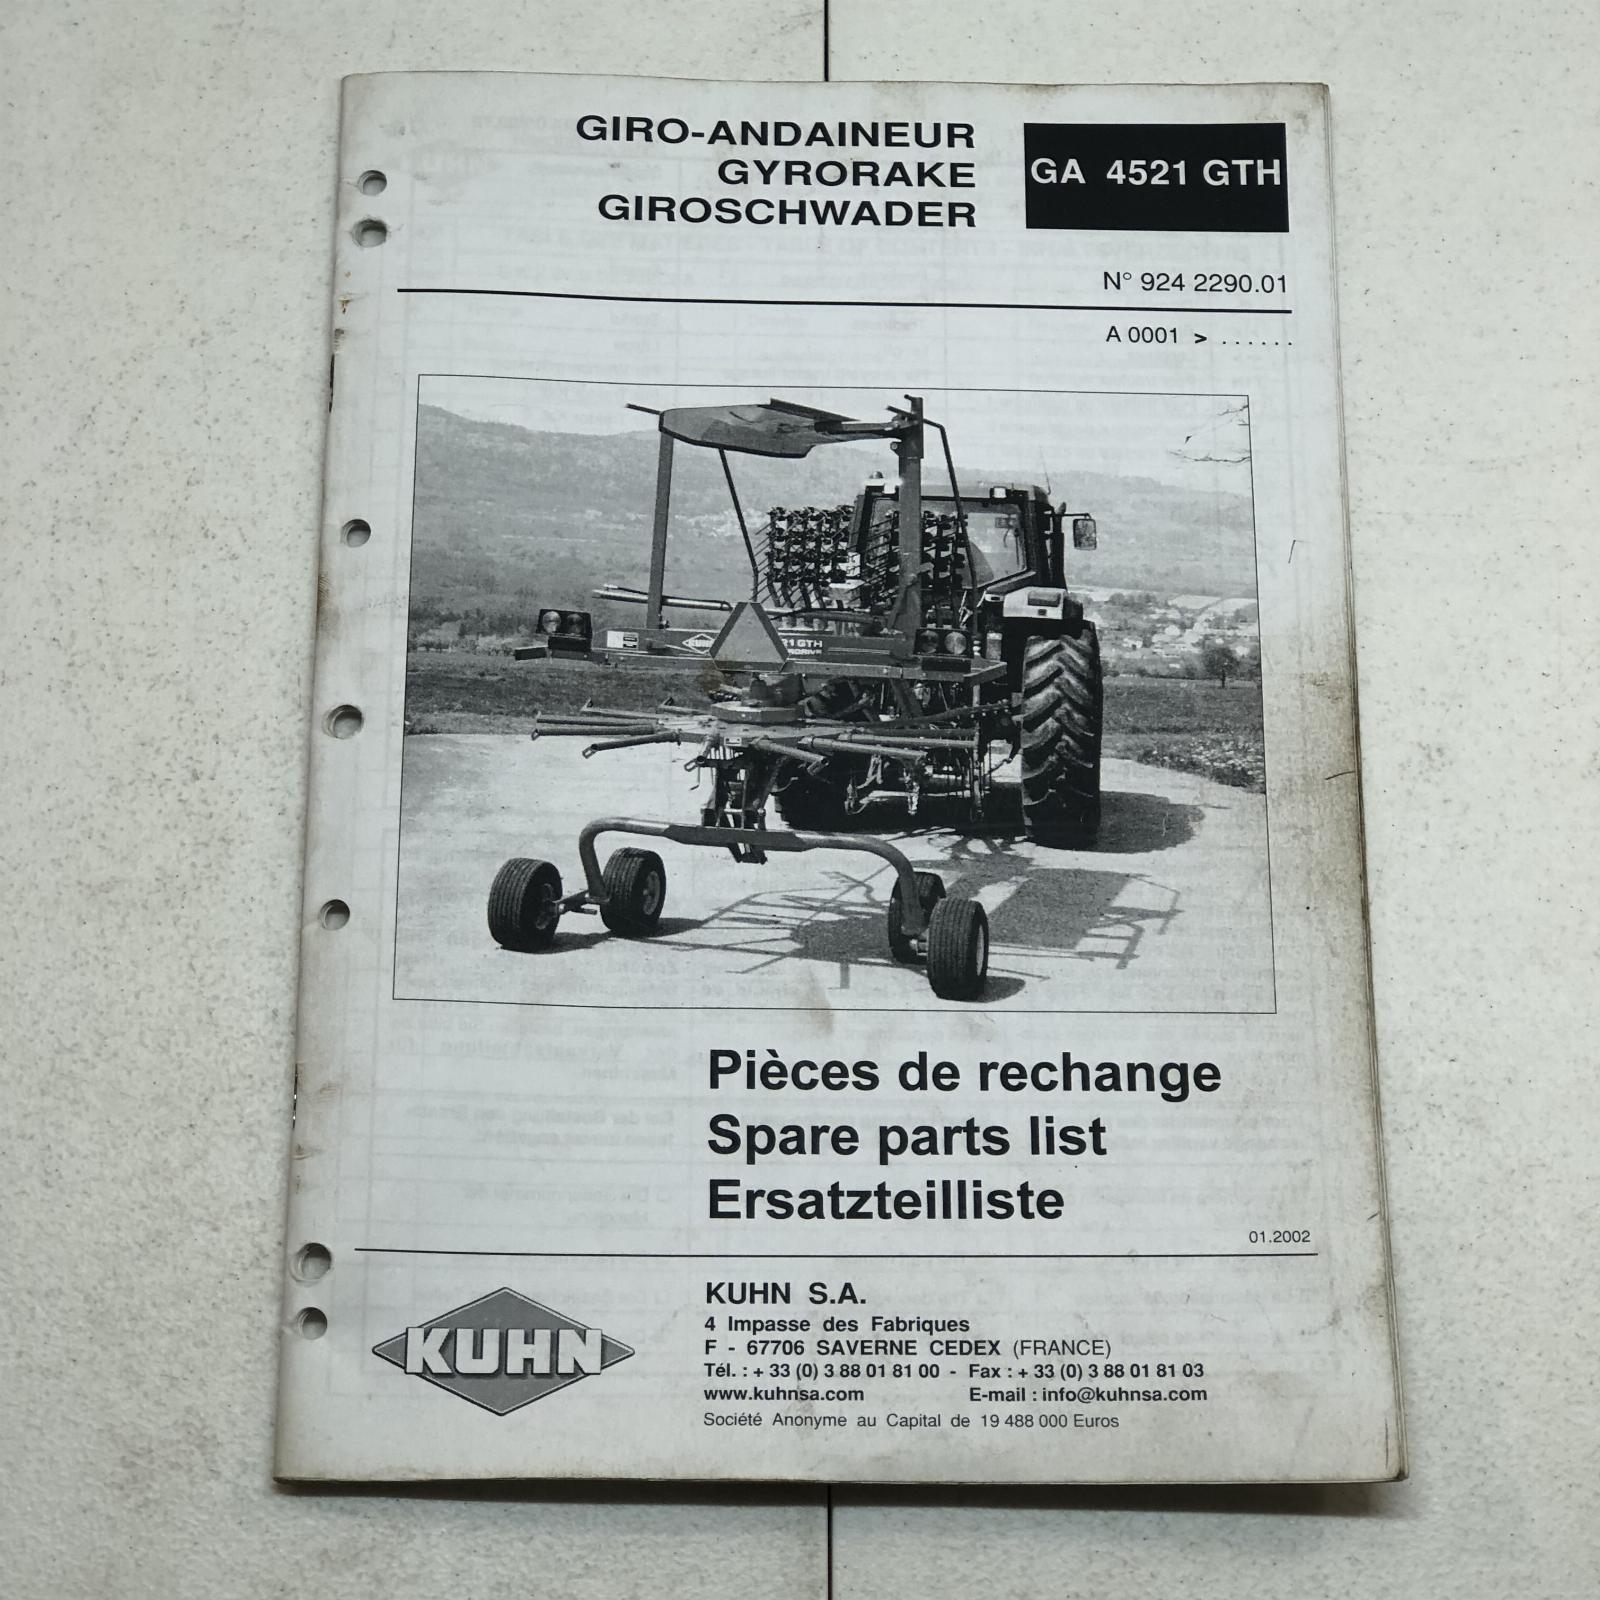 GIRO-ANDAINEUR
GYRORAKE
GIROSCHWADER
GA 4521 GTH
N° 924 2290.01
A 0001 > ......
KUHN
21 GTH
Pièces de rechange
Spare parts list
Ersatzteilliste
01.2002
KUHN
KUHN S.A.
4 Impasse des Fabriques
F - 67706 SAVERNE CEDEX (FRANCE)
Tél. : + 33 (0) 3 88 01 81 00 - Fax : + 33 (0) 3 88 01 81 03
www.kuhnsa.com E-mail : info@kuhnsa.com
Société Anonyme au Capital de 19 488 000 Euros